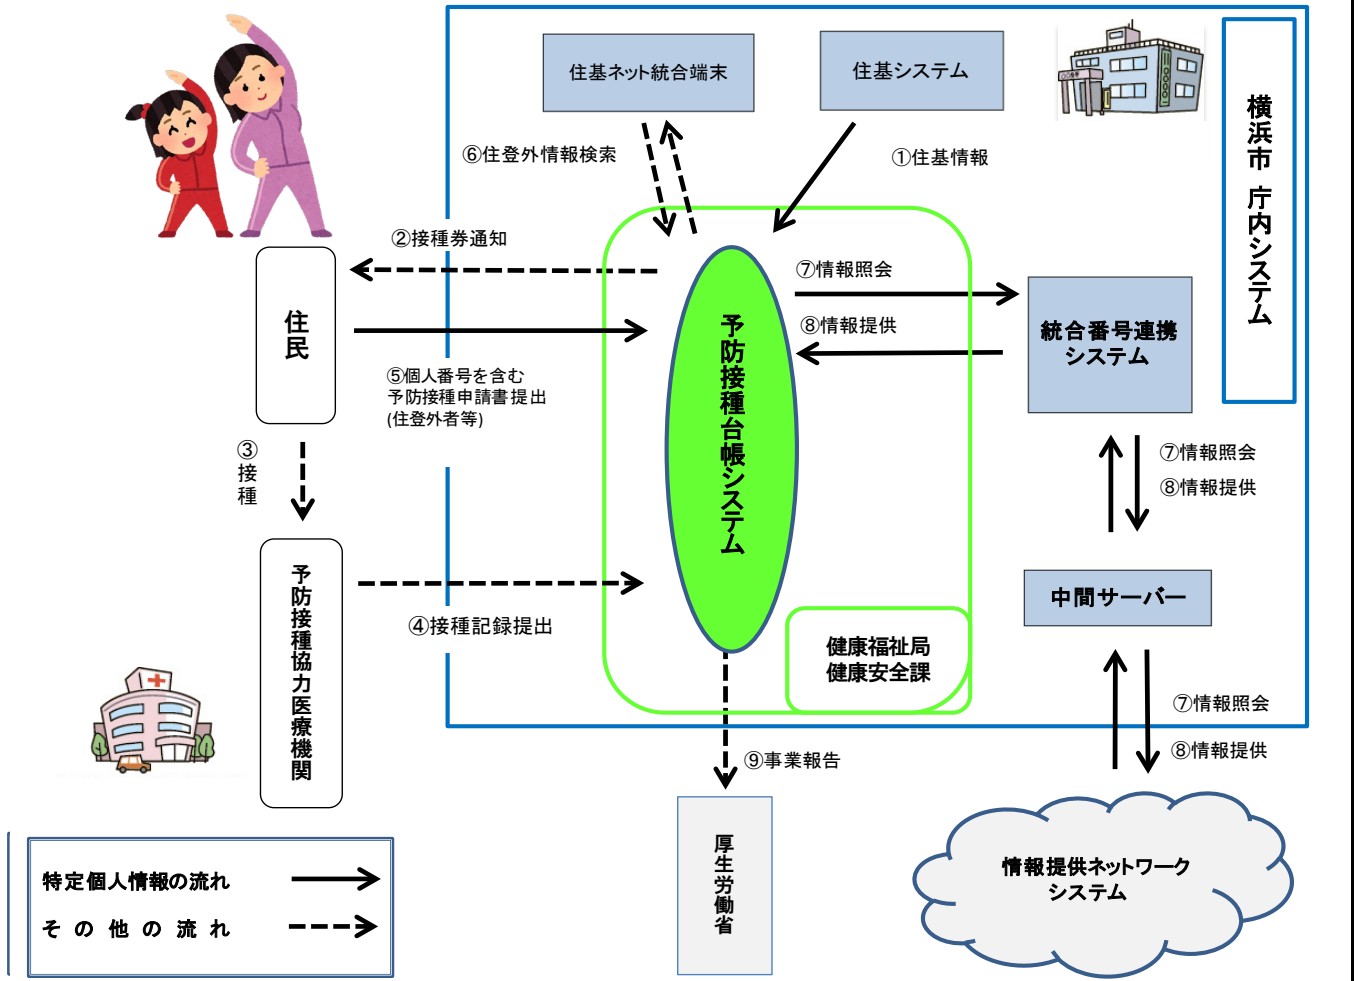 住基ネット統合端末
住基システム
横浜市 庁内システム
⑥住登外情報検索
①住基情報
②接種券通知
⑦情報照会
⑧情報提供
住民
予防接種台帳システム
統合番号連携
システム
⑤個人番号を含む
予防接種申請書提出
(住登外者等)
③接種
⑦情報照会
⑧情報提供
予防接種協力医療機関
④接種記録提出
中間サーバー
健康福祉局
健康安全課
⑦情報照会
⑧情報提供
⑨事業報告
厚生労働省
情報提供ネットワーク
システム
特定個人情報の流れ
その他の流れ